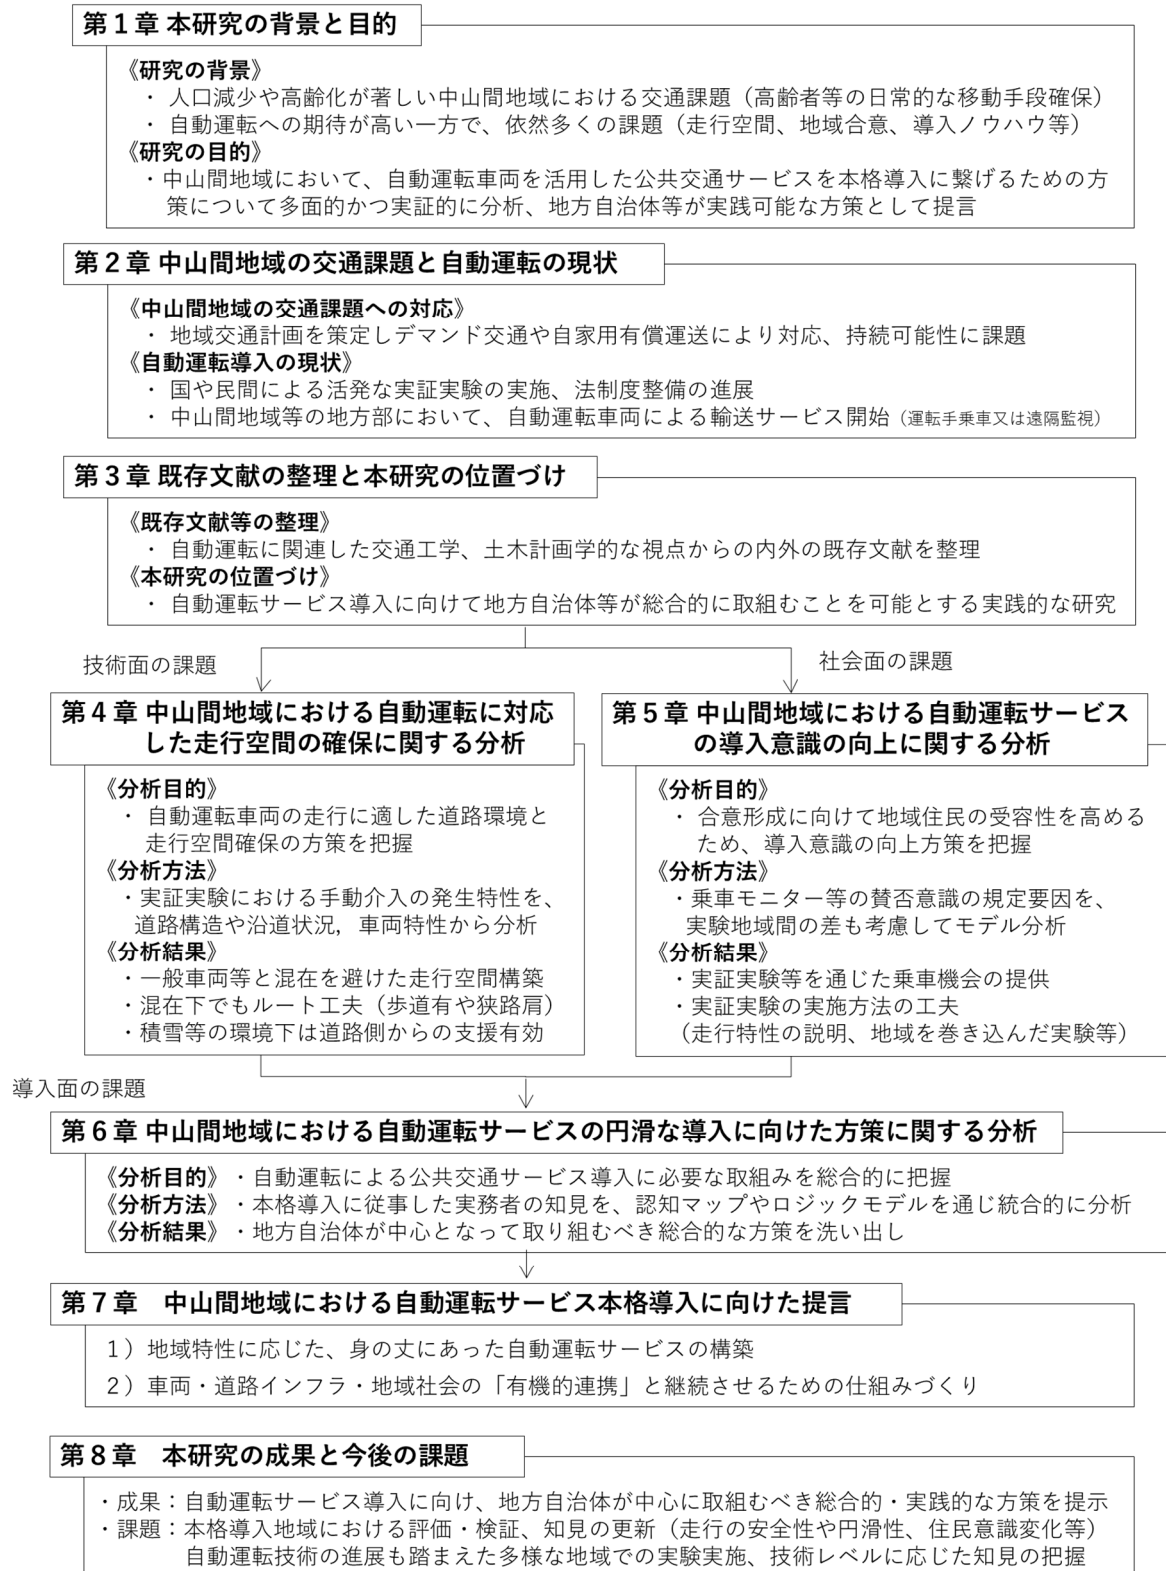 第１章 本研究の背景と目的
《研究の背景》
・ 人口減少や高齢化が著しい中山間地域における交通課題（高齢者等の日常的な移動手段確保）
・ 自動運転への期待が高い一方で、依然多くの課題（走行空間、地域合意、導入ノウハウ等）
《研究の目的》
・中山間地域において、自動運転車両を活用した公共交通サービスを本格導入に繋げるための方
策について多面的かつ実証的に分析、地方自治体等が実践可能な方策として提言
第２章 中山間地域の交通課題と自動運転の現状
《中山間地域の交通課題への対応》
・ 地域交通計画を策定しデマンド交通や自家用有償運送により対応、持続可能性に課題
《自動運転導入の現状》
・ 国や民間による活発な実証実験の実施、法制度整備の進展
・ 中山間地域等の地方部において、自動運転車両による輸送サービス開始（運転手乗車又は遠隔監視）
第３章 既存文献の整理と本研究の位置づけ
《既存文献等の整理》
・ 自動運転に関連した交通工学、土木計画学的な視点からの内外の既存文献を整理
《本研究の位置づけ》
・ 自動運転サービス導入に向けて地方自治体等が総合的に取組むことを可能とする実践的な研究
技術面の課題
社会面の課題
第４章 中山間地域における自動運転に対応
した走行空間の確保に関する分析
《分析目的》
・ 自動運転車両の走行に適した道路環境と
走行空間確保の方策を把握
《分析方法》
・実証実験における手動介入の発生特性を、
道路構造や沿道状況，車両特性から分析
《分析結果》
・一般車両等と混在を避けた走行空間構築
・混在下でもルート工夫（歩道有や狭路肩）
・積雪等の環境下は道路側からの支援有効
第５章 中山間地域における自動運転サービス
の導入意識の向上に関する分析
《分析目的》
・ 合意形成に向けて地域住民の受容性を高める
ため、導入意識の向上方策を把握
《分析方法》
・乗車モニター等の賛否意識の規定要因を、
実験地域間の差も考慮してモデル分析
《分析結果》
・実証実験等を通じた乗車機会の提供
・実証実験の実施方法の工夫
（走行特性の説明、地域を巻き込んだ実験等）
導入面の課題
第６章 中山間地域における自動運転サービスの円滑な導入に向けた方策に関する分析
《分析目的》・自動運転による公共交通サービス導入に必要な取組みを総合的に把握
《分析方法》・本格導入に従事した実務者の知見を、認知マップやロジックモデルを通じ統合的に分析
《分析結果》・地方自治体が中心となって取り組むべき総合的な方策を洗い出し
第７章　中山間地域における自動運転サービス本格導入に向けた提言
１）地域特性に応じた、身の丈にあった自動運転サービスの構築
２）車両・道路インフラ・地域社会の「有機的連携」と継続させるための仕組みづくり
第８章　本研究の成果と今後の課題
・成果：自動運転サービス導入に向け、地方自治体が中心に取組むべき総合的・実践的な方策を提示
・課題：本格導入地域における評価・検証、知見の更新（走行の安全性や円滑性、住民意識変化等）
自動運転技術の進展も踏まえた多様な地域での実験実施、技術レベルに応じた知見の把握